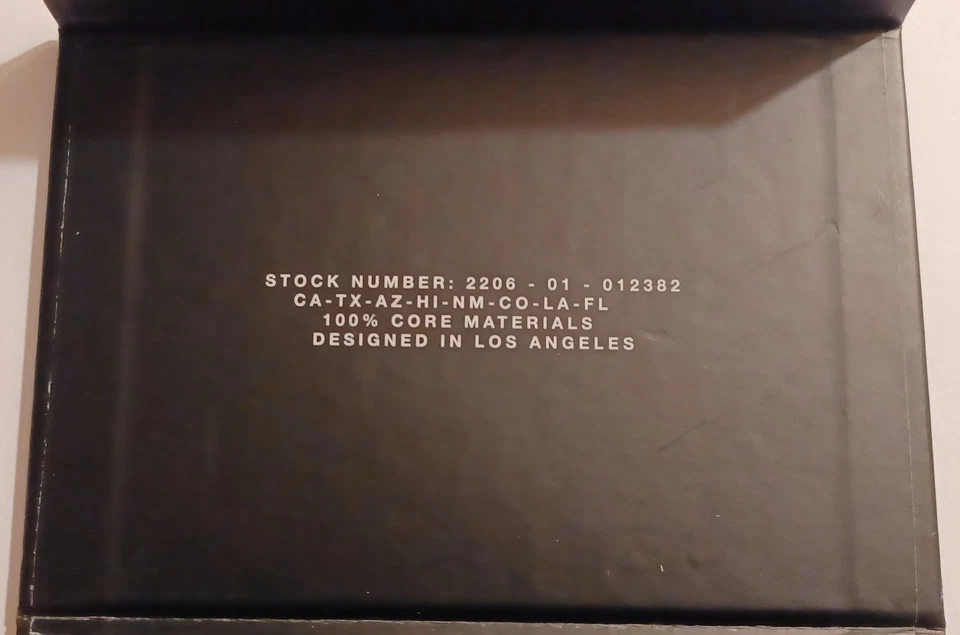 STOCK NUMBER: 2206 - 01 - 012382
CA-TX-AZ-HI-NM-CO-LA-FL
100% CORE MATERIALS
DESIGNED IN LOS ANGELES